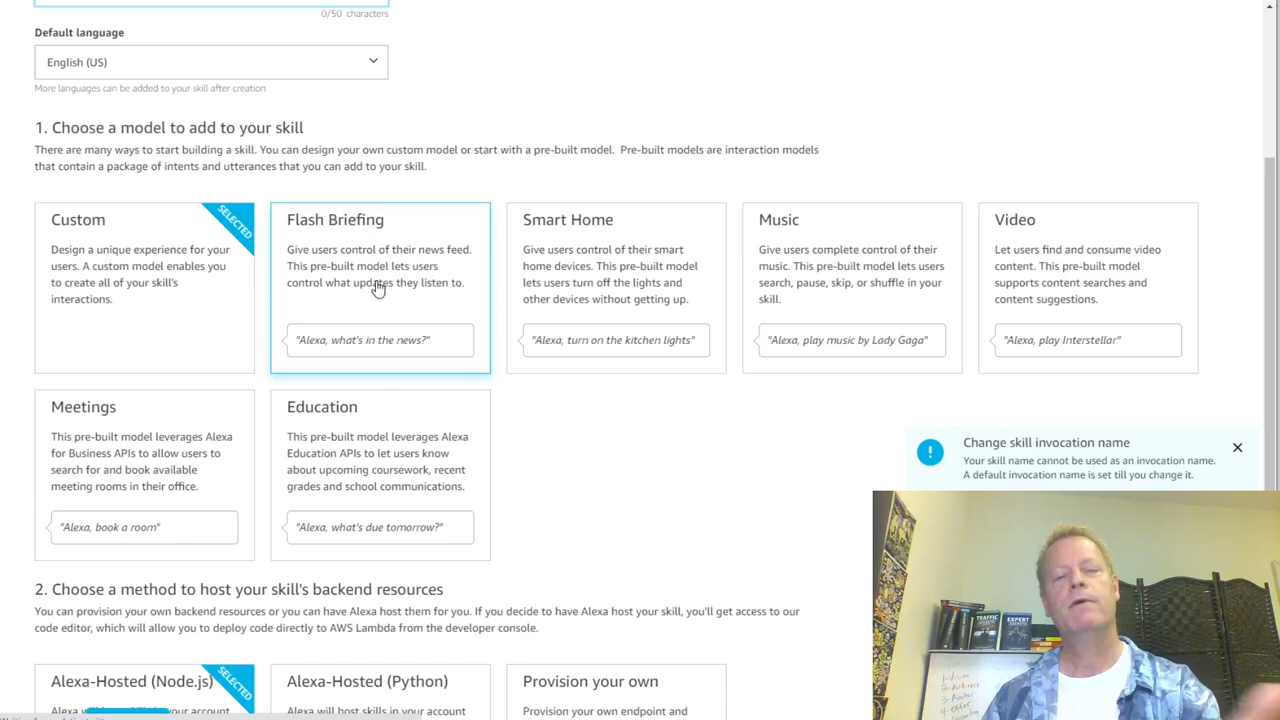 0/50 characters
Default language
English (US)
More languages can be added to your skill after creation
1. Choose a model to add to your skill
There are many ways to start building a skill. You can design your own custom model or start with a pre-built model. Pre-built models are interaction models
that contain a package of intents and utterances that you can add to your skill.
Custom
SELECTED
Design a unique experience for your
users. A custom model enables you
to create all of your skill's
interactions.
Flash Briefing
Give users control of their news feed.
This pre-built model lets users
control what updates they listen to.
"Alexa, what's in the news?"
Smart Home
Give users control of their smart
home devices. This pre-built model
lets users turn off the lights and
other devices without getting up.
"Alexa, turn on the kitchen lights"
Music
Give users complete control of their
music. This pre-built model lets users
search, pause, skip, or shuffle in your
skill.
"Alexa, play music by Lady Gaga"
Video
Let users find and consume video
content. This pre-built model
supports content searches and
content suggestions.
"Alexa, play Interstellar"
Meetings
This pre-built model leverages Alexa
for Business APIs to allow users to
search for and book available
meeting rooms in their office.
"Alexa, book a room"
Education
This pre-built model leverages Alexa
Education APIs to let users know
about upcoming coursework, recent
grades and school communications.
"Alexa, what's due tomorrow?"
Change skill invocation name
Your skill name cannot be used as an invocation name.
A default invocation name is set till you change it.
2. Choose a method to host your skill's backend resources
You can provision your own backend resources or you can have Alexa host them for you. If you decide to have Alexa host your skill, you'll get access to our
code editor, which will allow you to deploy code directly to AWS Lambda from the developer console.
Alexa-Hosted (Node.js)
SELECTED
Alexa will your account
Alexa-Hosted (Python)
Alexa will host skills in your account
Provision your own
Provision your own endpoint and
TRAFFIC
SECRETS
EXPERT
SECRETS